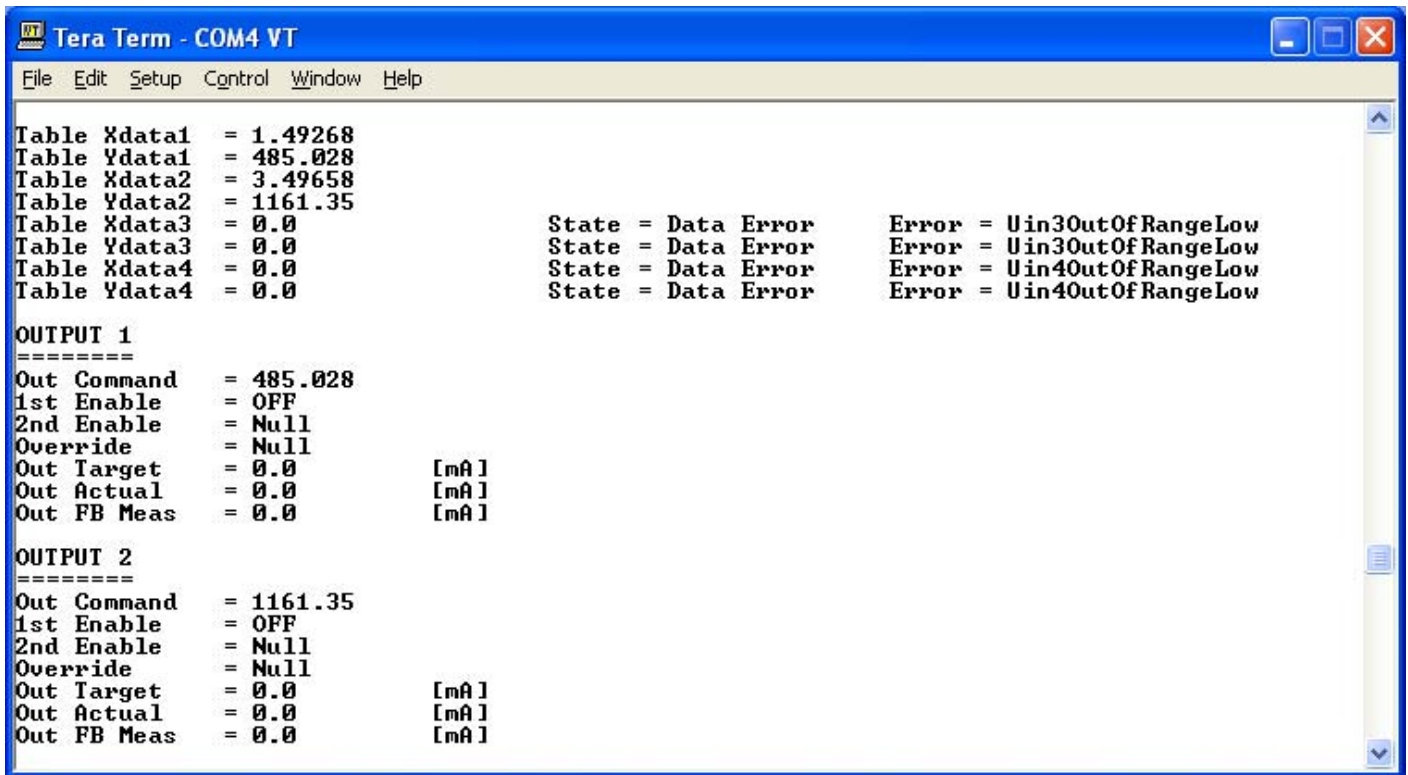 Tera Term - COM4 VT
File Edit Setup Control Window Help
Table Xdata1 = 1.49268
Table Ydata1 = 485.028
Table Xdata2 = 3.49658
Table Ydata2 = 1161.35
Table Xdata3 = 0.0 State = Data Error Error = Uin3OutOfRangeLow
Table Ydata3 = 0.0 State = Data Error Error = Uin3OutOfRangeLow
Table Xdata4 = 0.0 State = Data Error Error = Uin4OutOfRangeLow
Table Ydata4 = 0.0 State = Data Error Error = Uin4OutOfRangeLow
OUTPUT 1
========
Out Command = 485.028
1st Enable = OFF
2nd Enable = Null
Override = Null
Out Target = 0.0 [mA]
Out Actual = 0.0 [mA]
Out FB Meas = 0.0 [mA]
OUTPUT 2
========
Out Command = 1161.35
1st Enable = OFF
2nd Enable = Null
Override = Null
Out Target = 0.0 [mA]
Out Actual = 0.0 [mA]
Out FB Meas = 0.0 [mA]